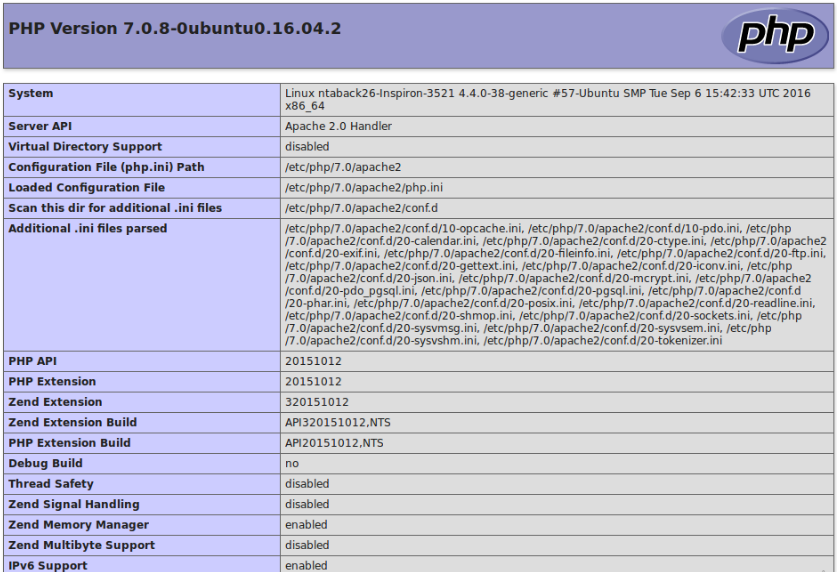 PHP Version 7.0.8-0ubuntu0.16.04.2
php
System
Linux ntaback26-Inspiron-3521 4.4.0-38-generic #57-Ubuntu SMP Tue Sep 6 15:42:33 UTC 2016
x86_64
Server API
Apache 2.0 Handler
Virtual Directory Support
disabled
Configuration File (php.ini) Path
/etc/php/7.0/apache2
Loaded Configuration File
/etc/php/7.0/apache2/php.ini
Scan this dir for additional .ini files
/etc/php/7.0/apache2/conf.d
Additional .ini files parsed
/etc/php/7.0/apache2/conf.d/10-opcache.ini, /etc/php/7.0/apache2/conf.d/10-pdo.ini, /etc/php
/7.0/apache2/conf.d/20-calendar.ini, /etc/php/7.0/apache2/conf.d/20-ctype.ini, /etc/php/7.0/apache2
/conf.d/20-exif.ini, /etc/php/7.0/apache2/conf.d/20-fileinfo.ini, /etc/php/7.0/apache2/conf.d/20-ftp.ini,
/etc/php/7.0/apache2/conf.d/20-gettext.ini, /etc/php/7.0/apache2/conf.d/20-iconv.ini, /etc/php
/7.0/apache2/conf.d/20-json.ini, /etc/php/7.0/apache2/conf.d/20-mcrypt.ini, /etc/php/7.0/apache2
/conf.d/20-pdo_pgsql.ini, /etc/php/7.0/apache2/conf.d/20-pgsql.ini, /etc/php/7.0/apache2/conf.d
/20-phar.ini, /etc/php/7.0/apache2/conf.d/20-posix.ini, /etc/php/7.0/apache2/conf.d/20-readline.ini,
/etc/php/7.0/apache2/conf.d/20-shmop.ini, /etc/php/7.0/apache2/conf.d/20-sockets.ini, /etc/php
/7.0/apache2/conf.d/20-sysvmsg.ini, /etc/php/7.0/apache2/conf.d/20-sysvsem.ini, /etc/php
/7.0/apache2/conf.d/20-sysvshm.ini, /etc/php/7.0/apache2/conf.d/20-tokenizer.ini
PHP API
20151012
PHP Extension
20151012
Zend Extension
320151012
Zend Extension Build
API320151012,NTS
PHP Extension Build
API20151012,NTS
Debug Build
no
Thread Safety
disabled
Zend Signal Handling
disabled
Zend Memory Manager
enabled
Zend Multibyte Support
disabled
IPv6 Support
enabled